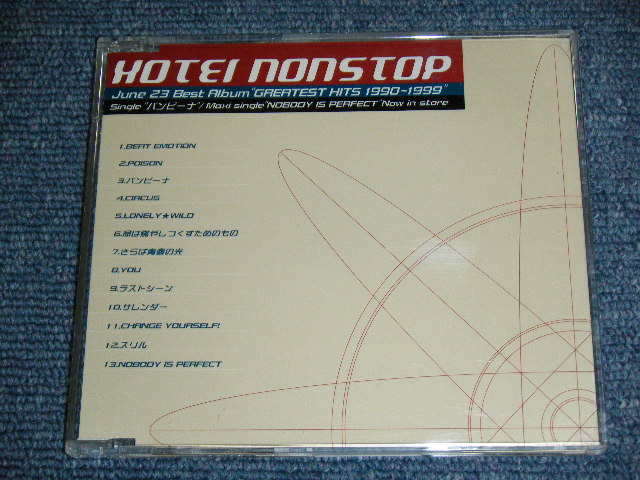 HOTEI NONSTOP
June 23 Best Album "GREATEST HITS 1990~1999"
Single "バンビーナ"/ Maxi single"NOBODY IS PERFECT "Now in store
1.BEAT EMOTION
2.POISON
3.バンビーナ
4.CIRCUS
5.LONELY★WILD
6.命は燃やしつくすためのもの
7.さらば青春の光
8.YOU
9.ラストシーン
10.サレンダー
11.CHANGE YOURSELF!
12.スリル
13.NOBODY IS PERFECT